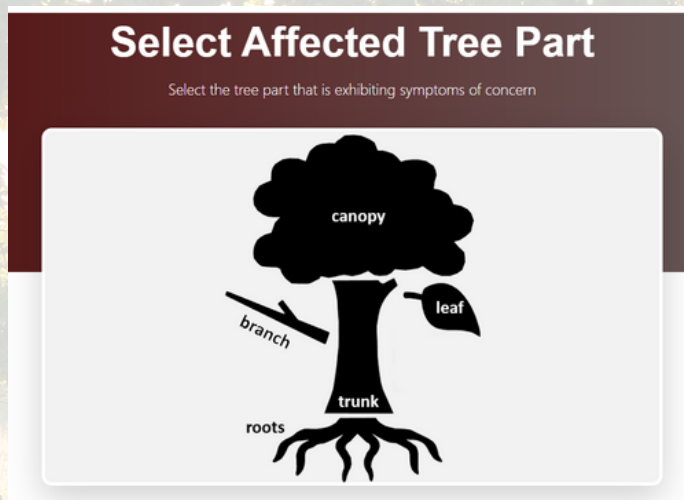 Select Affected Tree Part
Select the tree part that is exhibiting symptoms of concern
canopy
leaf
branch
trunk
roots